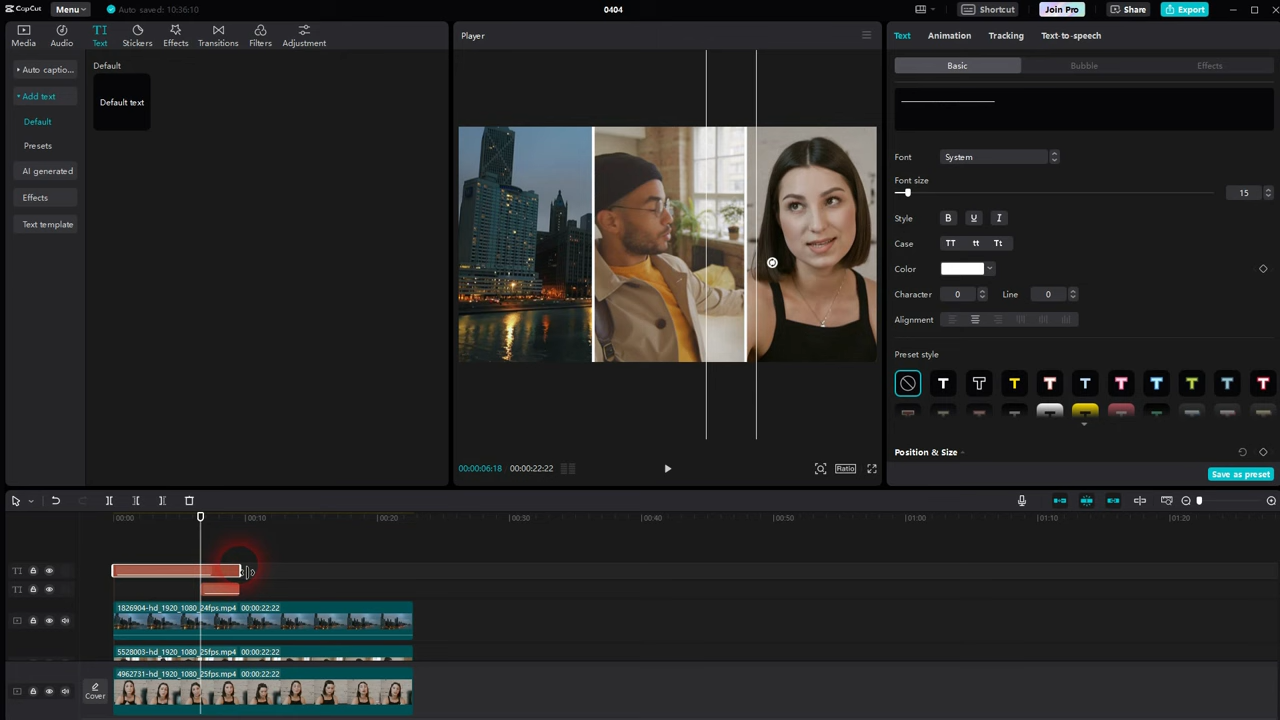 CapCut Menu Auto saved: 10:36:10 0404 Shortcut Join Pro Share Export
Media Audio Text Stickers Effects Transitions Filters Adjustment
Auto captio...
Add text
Default
Presets
AI generated
Effects
Text template
Default
Default text
Player
00:00:06:18 00:00:22:22 Ratio
Text Animation Tracking Text-to-speech
Basic Bubble Effects
Font System
Font size
15
Style B U I
Case TT tt Tt
Color
Character 0 Line 0
Alignment
Preset style
T T T T T T T T T T
Position & Size
Save as preset
00:00 00:10 00:20 00:30 00:40 00:50 01:00 01:10 01:20
TI
TI
1826904-hd_1920_1080_24fps.mp4 00:00:22:22
5528003-hd_1920_1080_25fps.mp4 00:00:22:22
4962731-hd_1920_1080_25fps.mp4 00:00:22:22
Cover